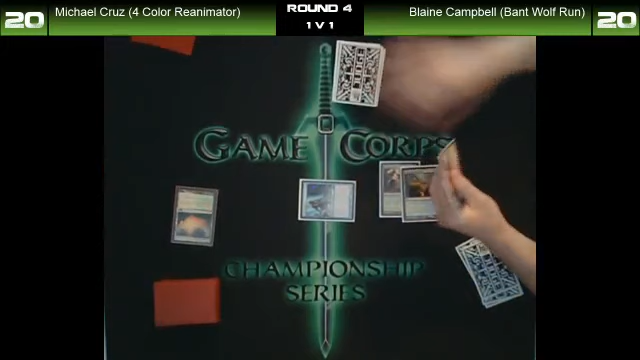 20
Michael Cruz (4 Color Reanimator)
ROUND 4
1 V 1
Blaine Campbell (Bant Wolf Run)
20
GAME CORPS
CHAMPIONSHIP
SERIES